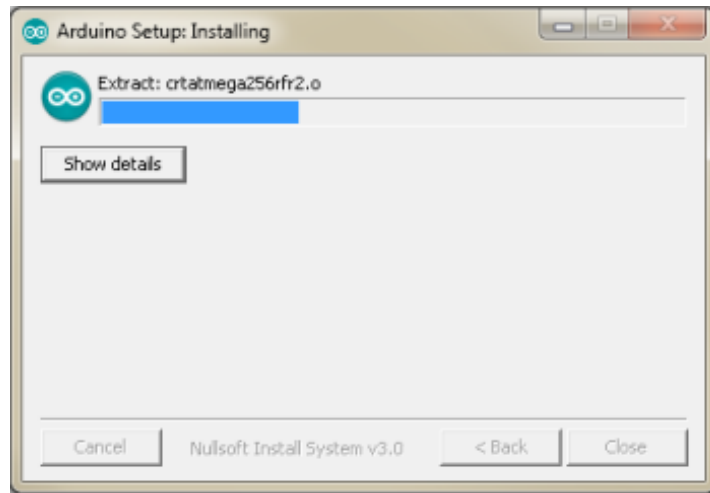 Arduino Setup: Installing
Extract: crtatmega256rfr2.o
Show details
Cancel Nullsoft Install System v3.0 < Back Close